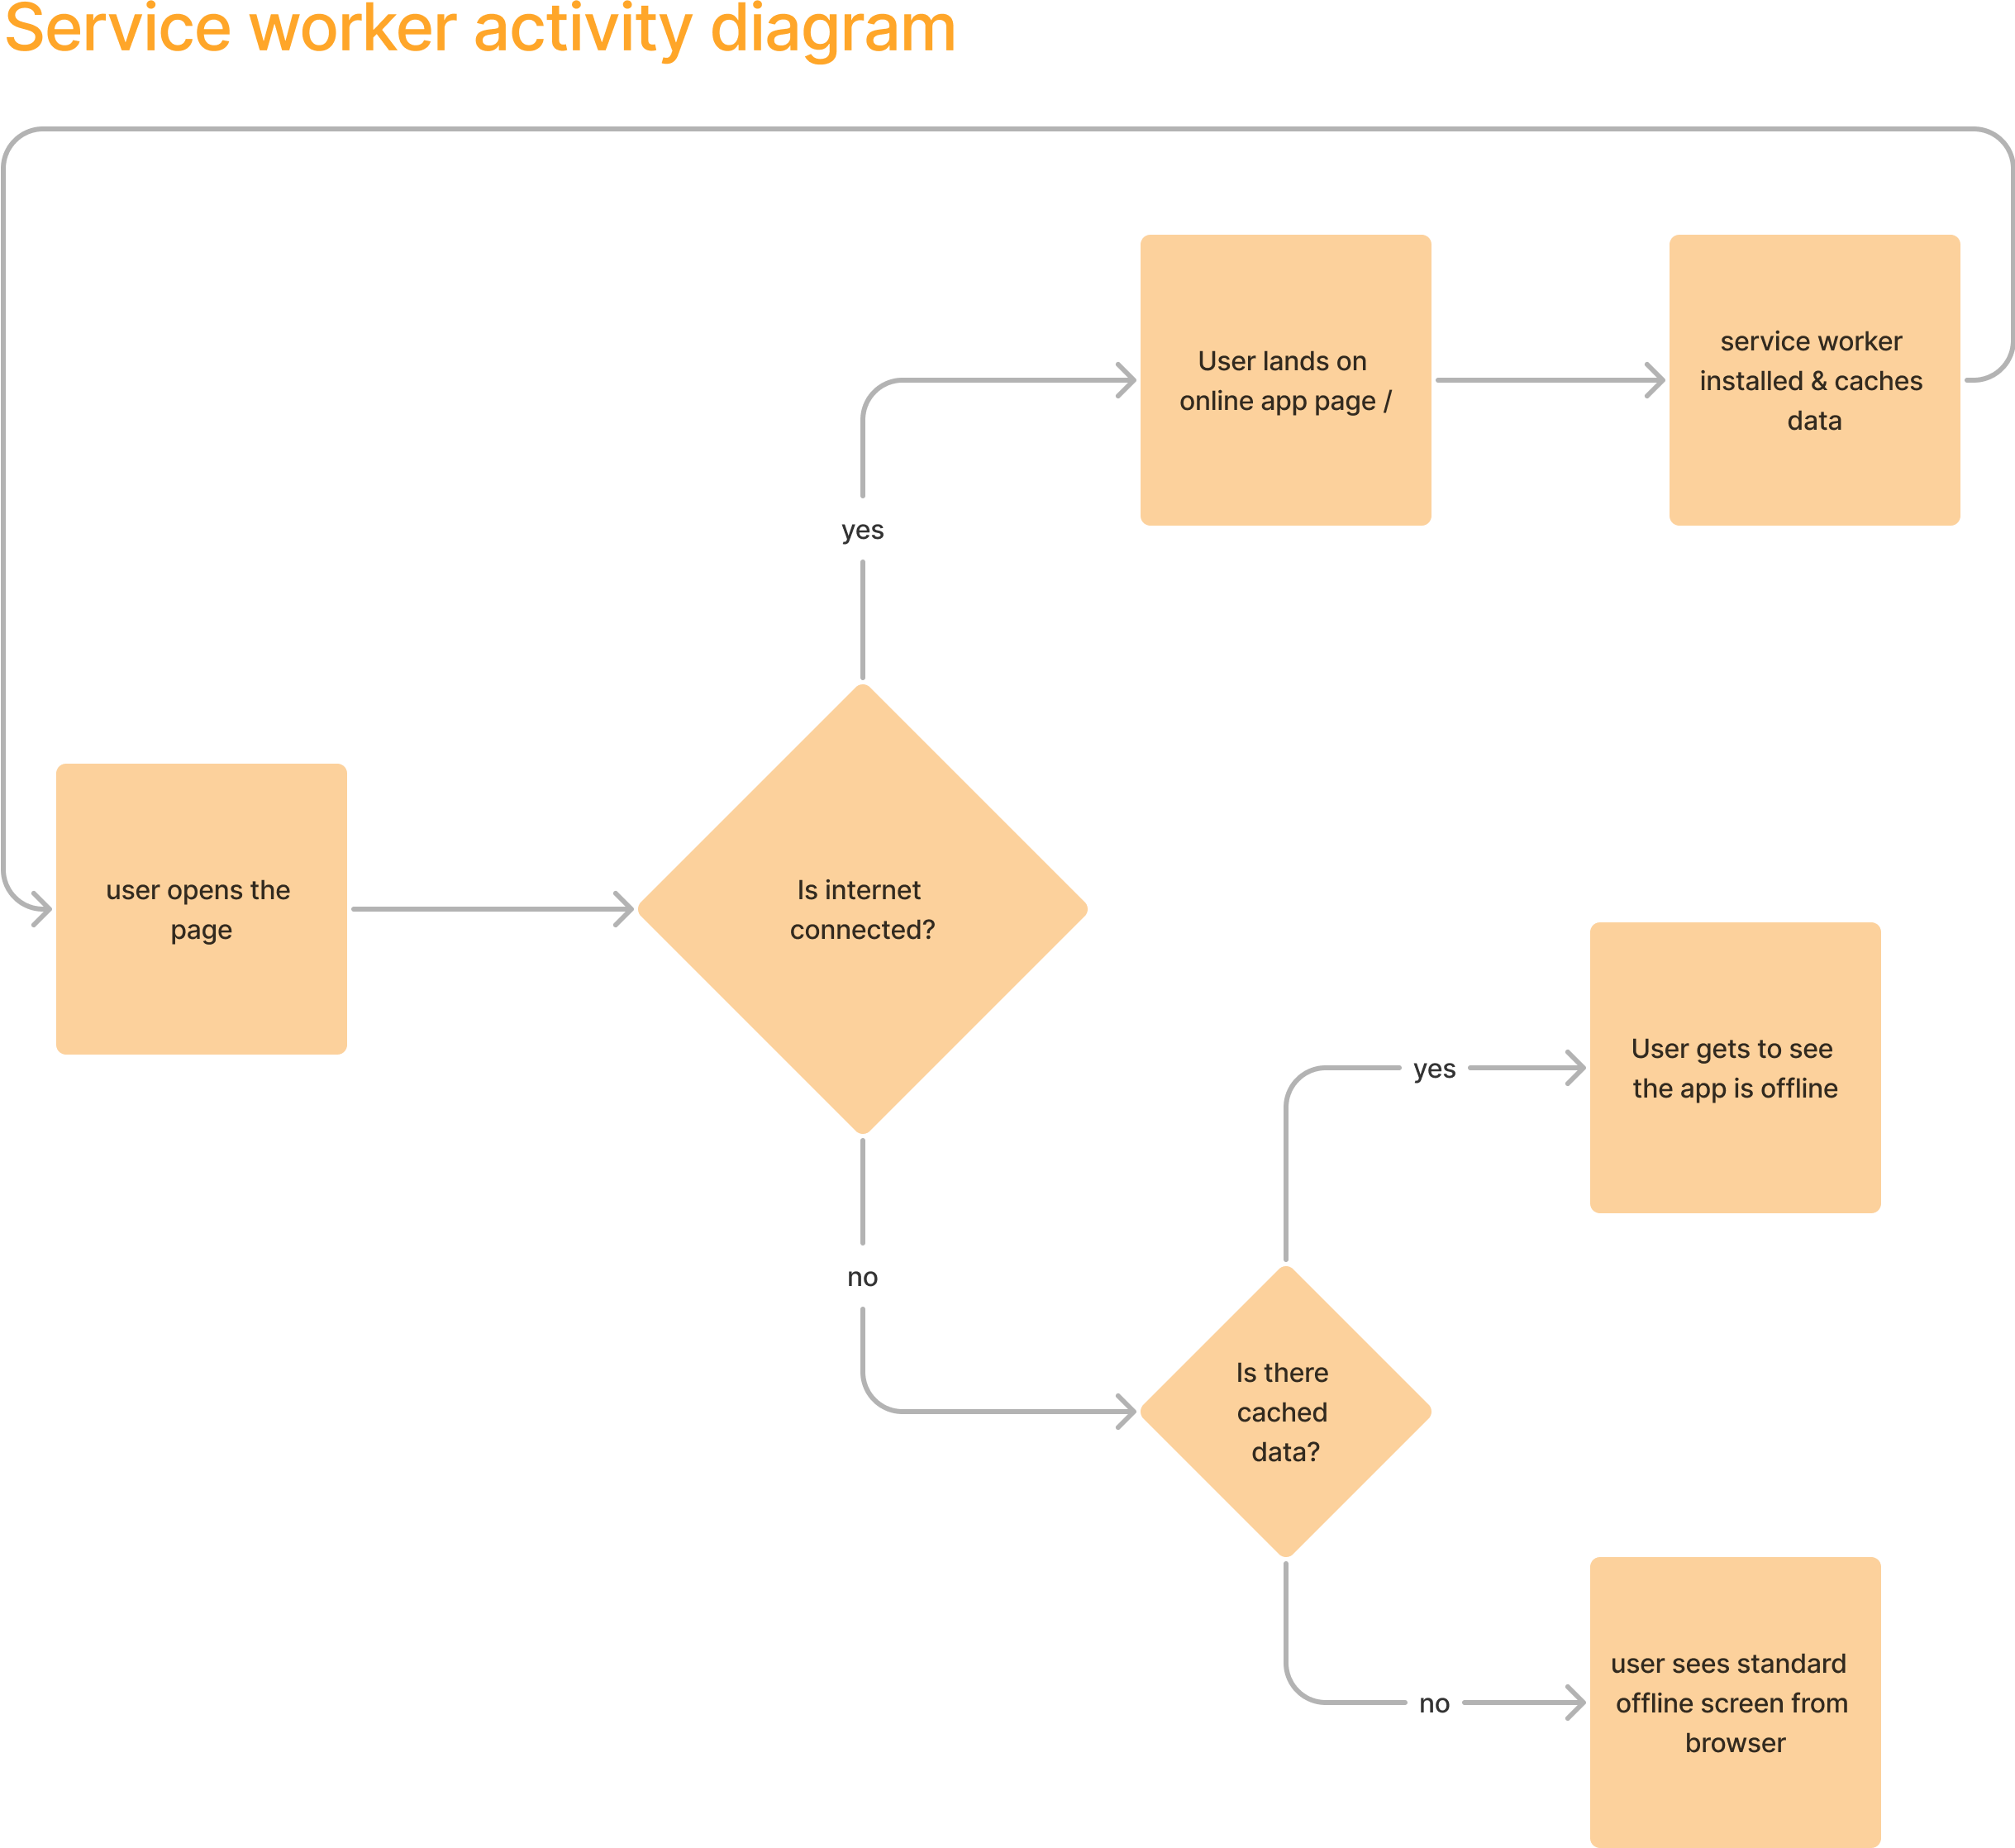 Service worker activity diagram
User lands on
online app page /
service worker
installed & caches
data
yes
user opens the
page
Is internet
connected?
User gets to see
the app is offline
yes
no
Is there
cached
data?
user sees standard
offline screen from
browser
no